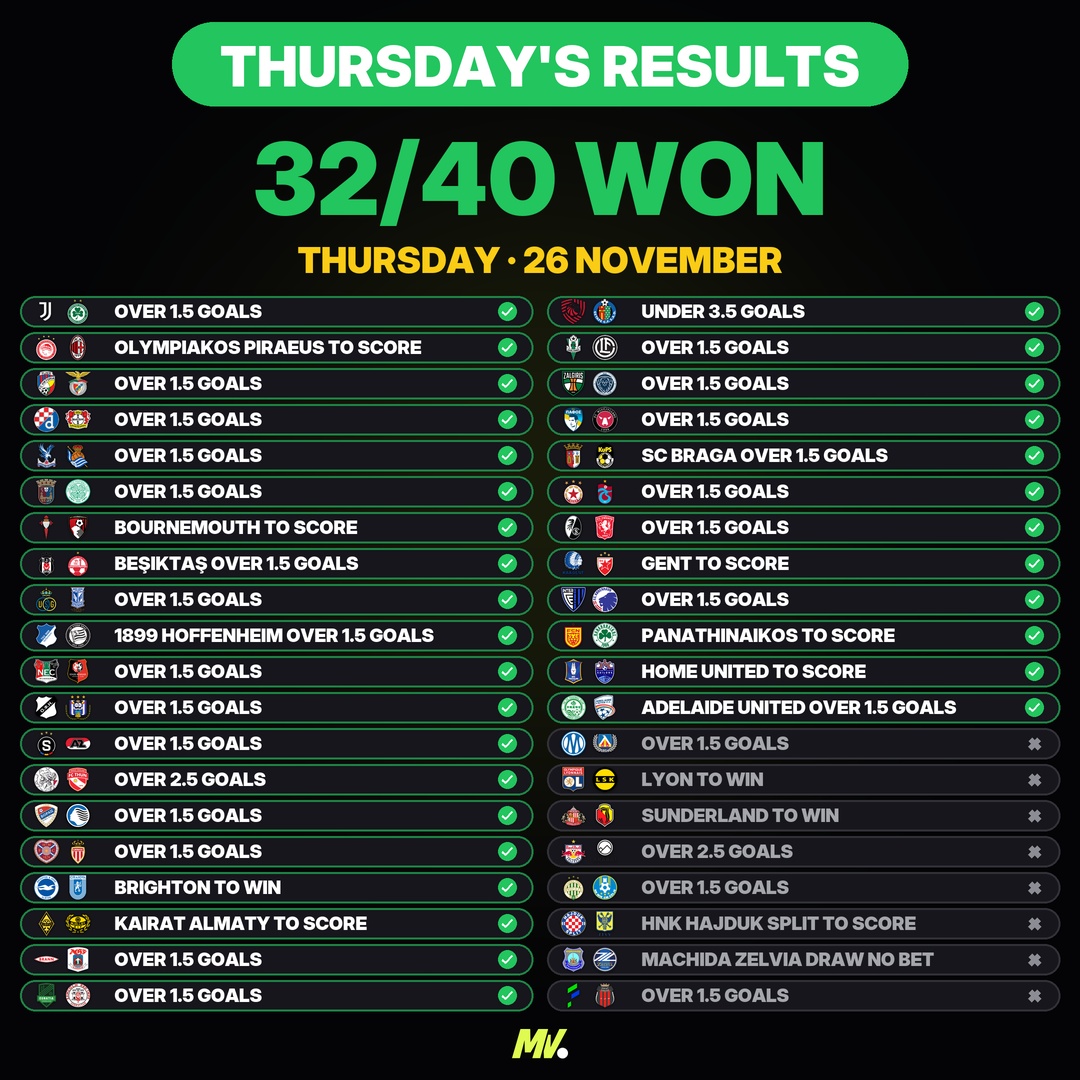 THURSDAY'S RESULTS
32/40 WON
THURSDAY · 26 NOVEMBER
OVER 1.5 GOALS
OLYMPIAKOS PIRAEUS TO SCORE
OVER 1.5 GOALS
OVER 1.5 GOALS
OVER 1.5 GOALS
OVER 1.5 GOALS
BOURNEMOUTH TO SCORE
BEŞIKTAŞ OVER 1.5 GOALS
OVER 1.5 GOALS
1899 HOFFENHEIM OVER 1.5 GOALS
OVER 1.5 GOALS
OVER 1.5 GOALS
OVER 1.5 GOALS
OVER 2.5 GOALS
OVER 1.5 GOALS
OVER 1.5 GOALS
BRIGHTON TO WIN
KAIRAT ALMATY TO SCORE
OVER 1.5 GOALS
OVER 1.5 GOALS
UNDER 3.5 GOALS
OVER 1.5 GOALS
OVER 1.5 GOALS
OVER 1.5 GOALS
SC BRAGA OVER 1.5 GOALS
OVER 1.5 GOALS
OVER 1.5 GOALS
GENT TO SCORE
OVER 1.5 GOALS
PANATHINAIKOS TO SCORE
HOME UNITED TO SCORE
ADELAIDE UNITED OVER 1.5 GOALS
OVER 1.5 GOALS
LYON TO WIN
SUNDERLAND TO WIN
OVER 2.5 GOALS
OVER 1.5 GOALS
HNK HAJDUK SPLIT TO SCORE
MACHIDA ZELVIA DRAW NO BET
OVER 1.5 GOALS
MV.